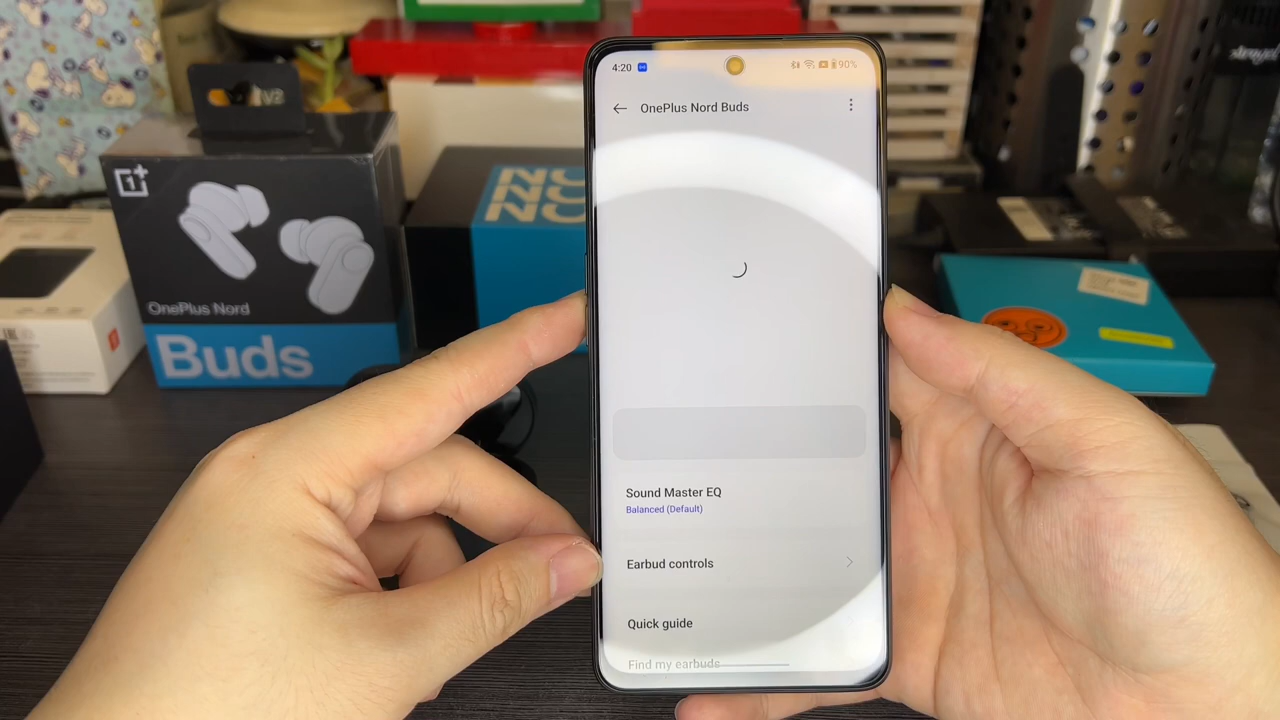 4:20
90%
OnePlus Nord Buds
Sound Master EQ
Balanced (Default)
Earbud controls
Quick guide
Find my earbuds
1+
OnePlus Nord
Buds